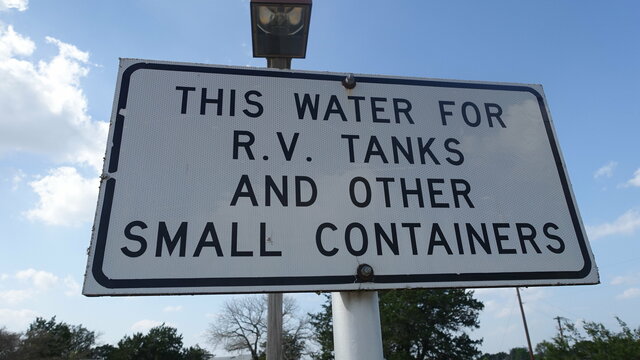 THIS WATER FOR
R.V. TANKS
AND OTHER
SMALL CONTAINERS